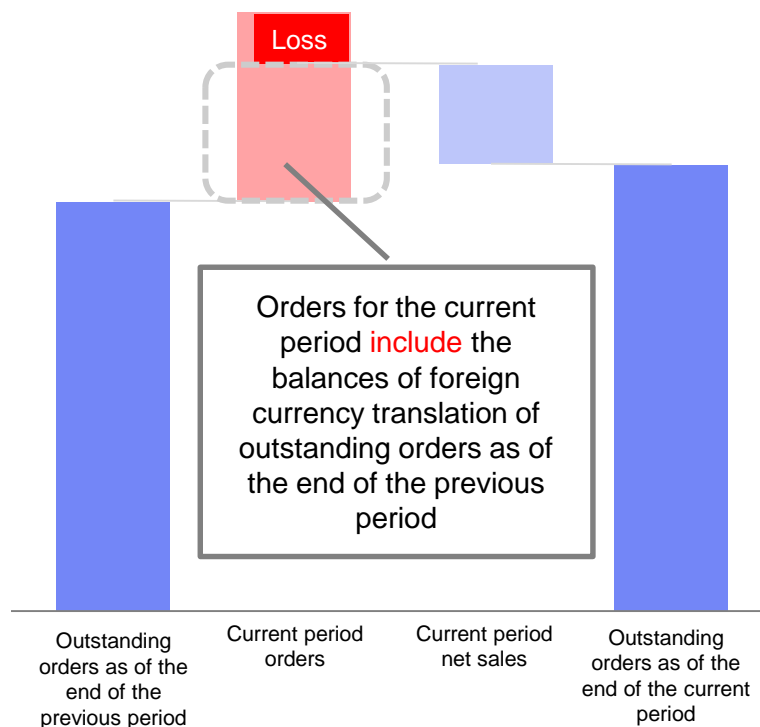 Loss
Orders for the current
period include the
balances of foreign
currency translation of
outstanding orders as of
the end of the previous
period
Outstanding
orders as of the
end of the
previous period
Current period
orders
Current period
net sales
Outstanding
orders as of the
end of the current
period